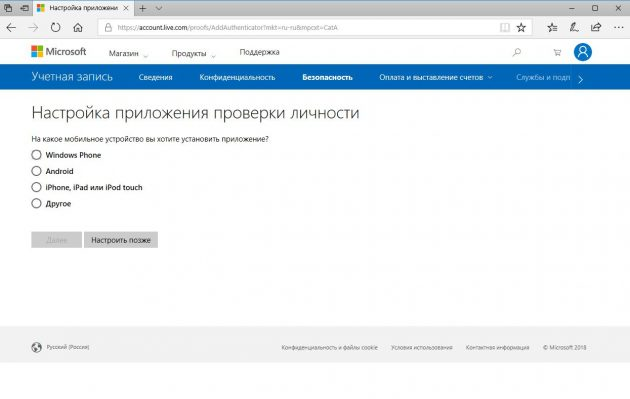 Настройка приложени
https://account.live.com/proofs/AddAuthenticator?mkt=ru-ru&mpcxt=CatA
Microsoft Магазин Продукты Поддержка
Учетная запись Сведения Конфиденциальность Безопасность Оплата и выставление счетов Службы и подп
Настройка приложения проверки личности
На какое мобильное устройство вы хотите установить приложение?
Windows Phone
Android
iPhone, iPad или iPod touch
Другое
Далее Настроить позже
Русский (Россия) Конфиденциальность и файлы cookie Условия использования Контактная информация © Microsoft 2018